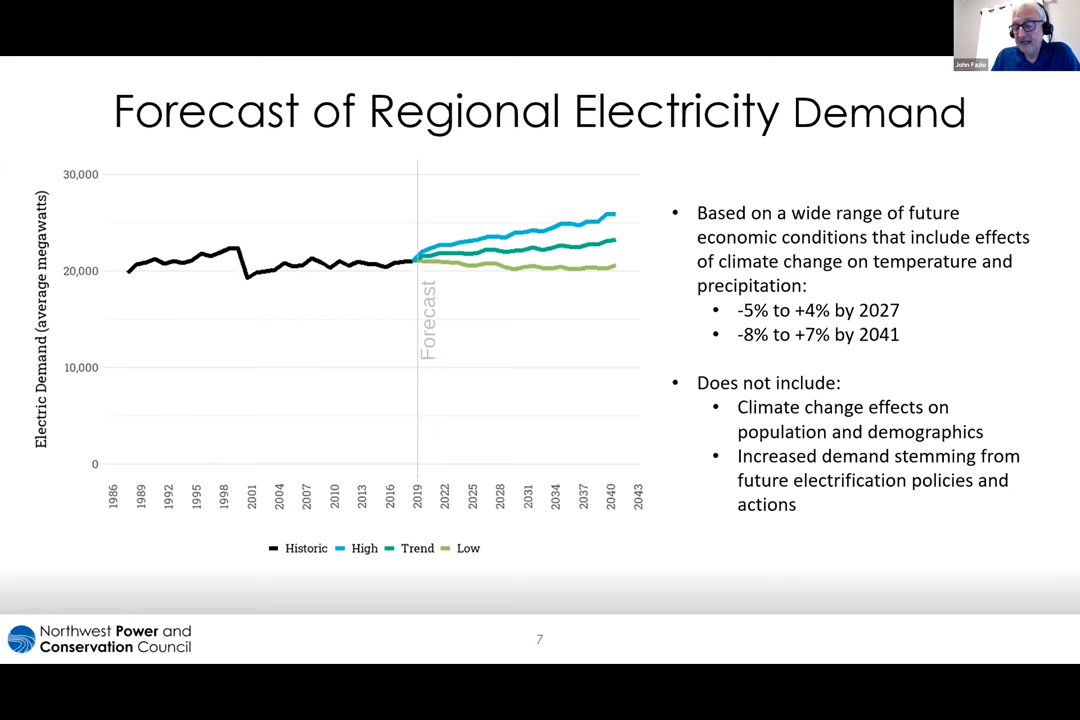 John Fazio
Forecast of Regional Electricity Demand
Electric Demand (average megawatts)
30,000
20,000
10,000
0
Forecast
1986 1989 1992 1995 1998 2001 2004 2007 2010 2013 2016 2019 2022 2025 2028 2031 2034 2037 2040 2043
Historic High Trend Low
• Based on a wide range of future
economic conditions that include effects
of climate change on temperature and
precipitation:
• -5% to +4% by 2027
• -8% to +7% by 2041
• Does not include:
• Climate change effects on
population and demographics
• Increased demand stemming from
future electrification policies and
actions
Northwest Power and
Conservation Council
7